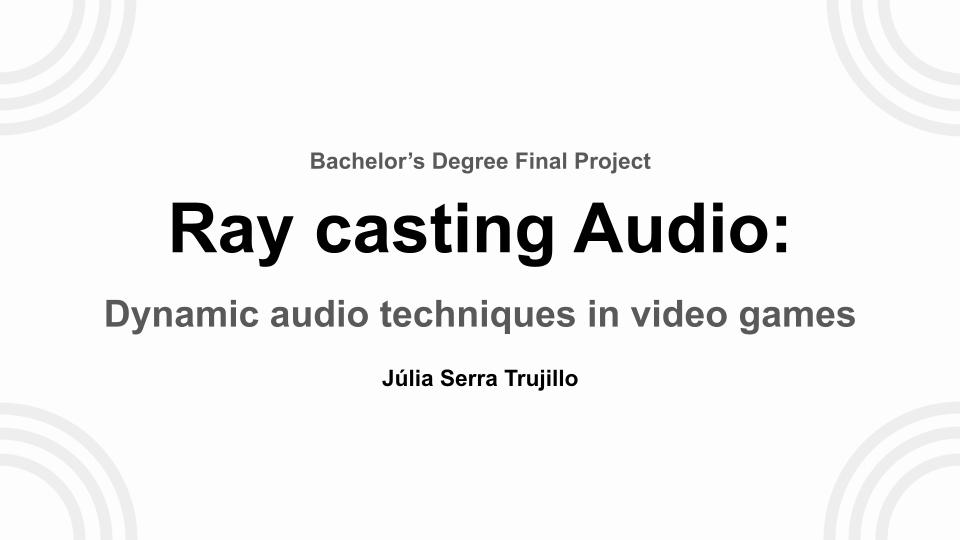 Bachelor’s Degree Final Project
Ray casting Audio:
Dynamic audio techniques in video games
Júlia Serra Trujillo